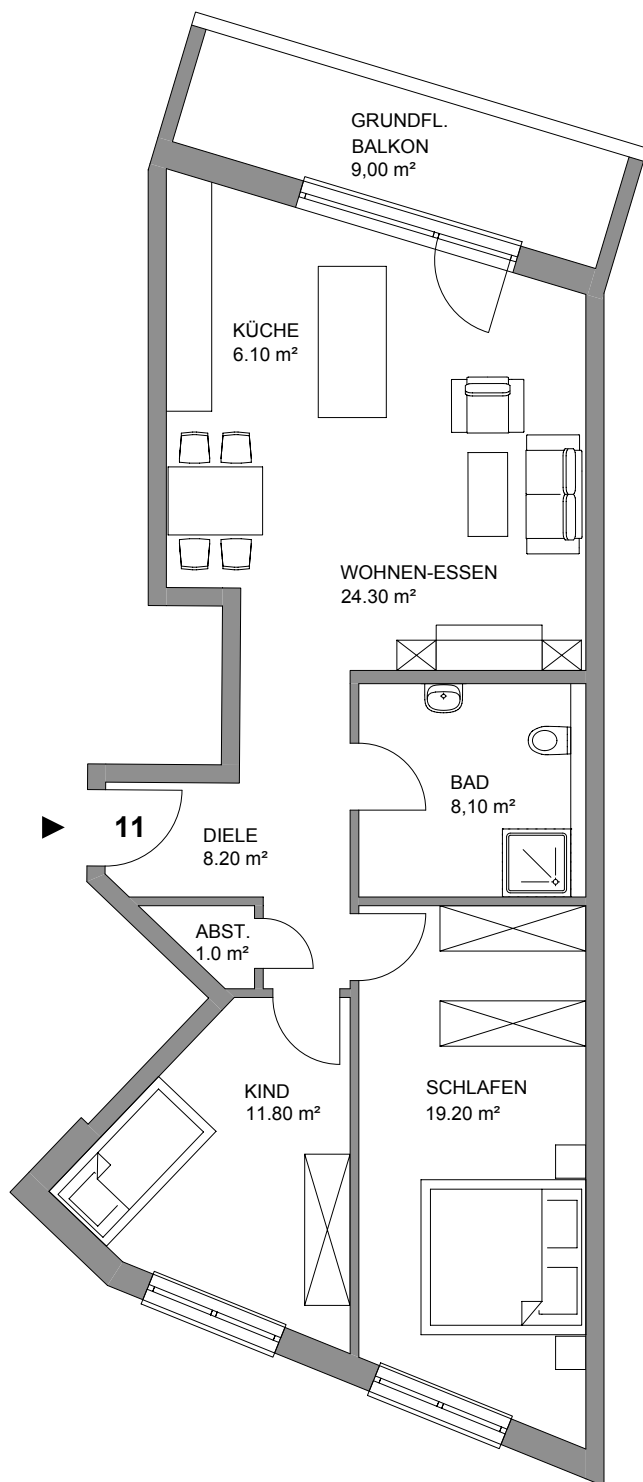 GRUNDFL.
BALKON
9,00 m²
KÜCHE
6.10 m²
WOHNEN-ESSEN
24.30 m²
BAD
8,10 m²
11
DIELE
8.20 m²
ABST.
1.0 m²
KIND
11.80 m²
SCHLAFEN
19.20 m²